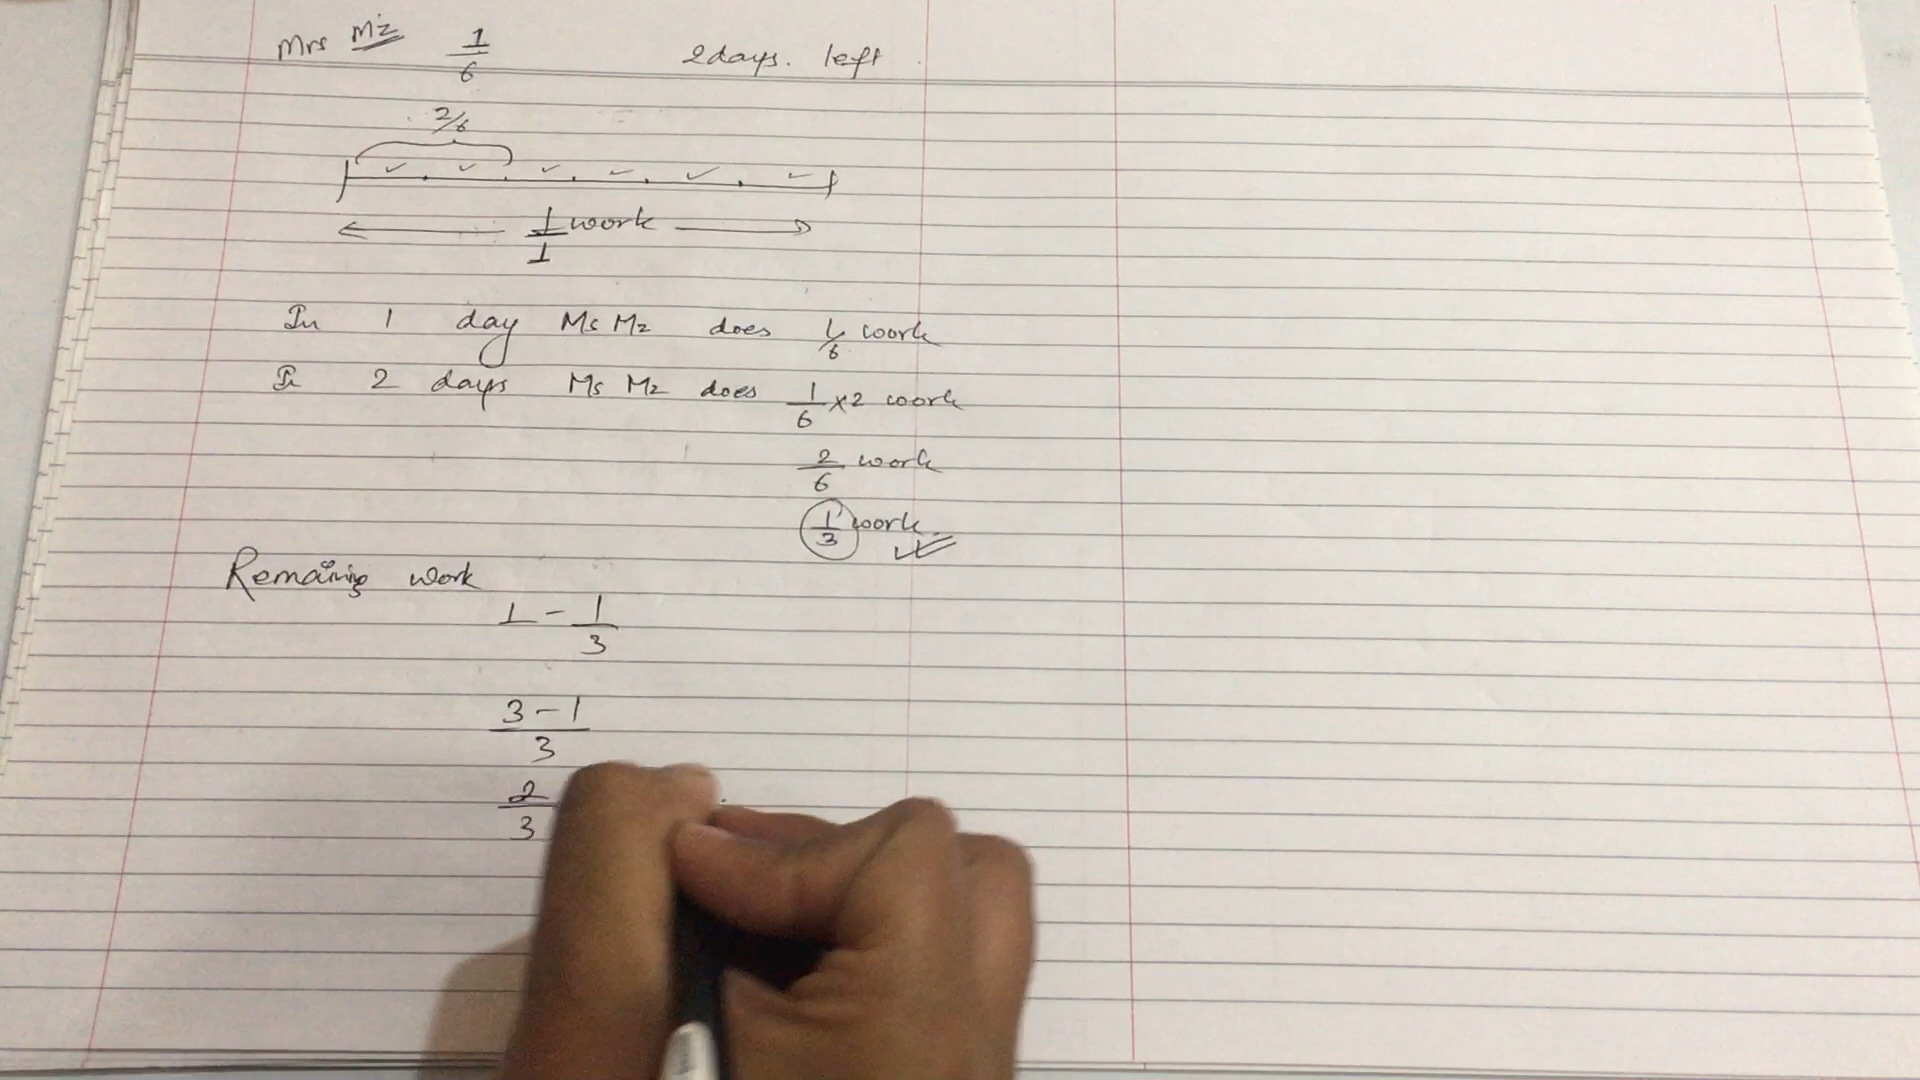 Mrs Mz 1/6 2days. left
2/6
1/1 work
In 1 day Ms Mz does 1/6 work
In 2 days Ms Mz does 1/6 x2 work
2/6 work
1/3 work
Remaining work
1 - 1/3
3-1/3
2/3